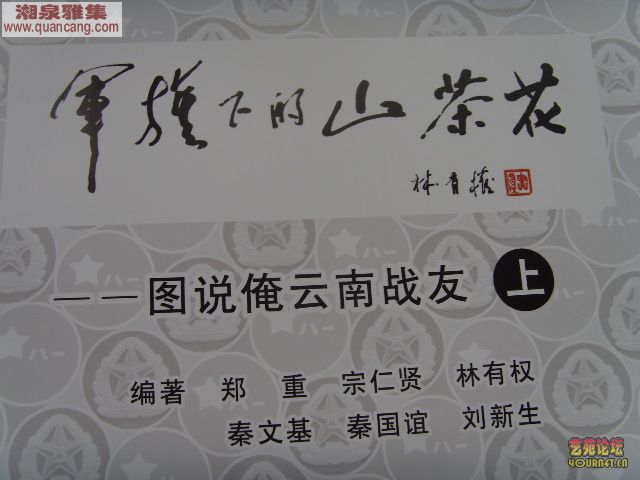 湘泉雅集
www.quancang.com
軍旗下的山茶花
林有權
——图说俺云南战友 上
编著 郑重 宗仁贤 林有权
秦文基 秦国谊 刘新生
艺苑论坛
YOURNET.CN